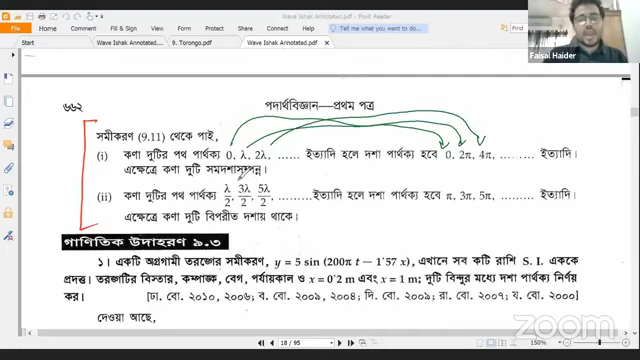 Wave Ishak Annotated.pdf - Foxit Reader
File Home Comment Fill & Sign View Form Protect Share Help
Tell me what you want to do...
Start Wave Ishak Annotated.pdf 9. Torongo.pdf Wave Ishak Annotated.pdf
Faisal Haider
৬৬২ পদার্থবিজ্ঞান—প্রথম পত্র
সমীকরণ (9.11) থেকে পাই,
(i) কণা দুটির পথ পার্থক্য 0, λ, 2λ, ...... ইত্যাদি হলে দশা পার্থক্য হবে 0, 2π, 4π, ......... ইত্যাদি।
এক্ষেত্রে কণা দুটি সমদশাসম্পন্ন।
(ii) কণা দুটির পথ পার্থক্য λ/2, 3λ/2, 5λ/2, .........ইত্যাদি হলে দশা পার্থক্য হবে π, 3π, 5π, ......... ইত্যাদি।
এক্ষেত্রে কণা দুটি বিপরীত দশায় থাকে।
গাণিতিক উদাহরণ ৯.৩
১। একটি অগ্রগামী তরঙ্গের সমীকরণ, y = 5 sin (200π t – 1˙57 x), এখানে সব কটি রাশি S. I. এককে
প্রদত্ত। তরঙ্গটির বিস্তার, কম্পাঙ্ক, বেগ, পর্যায়কাল ও x = 0˙2 m এবং x = 1 m; দুটি বিন্দুর মধ্যে দশা পার্থক্য নির্ণয়
কর। [ঢা. বো. ২০১০, ২০০৬; ব. বো. ২০০৯, ২০০৪; দি. বো. ২০০৯; রা. বো. ২০০৭; য. বো. ২০০০]
দেওয়া আছে,
zoom
18 / 95
150%